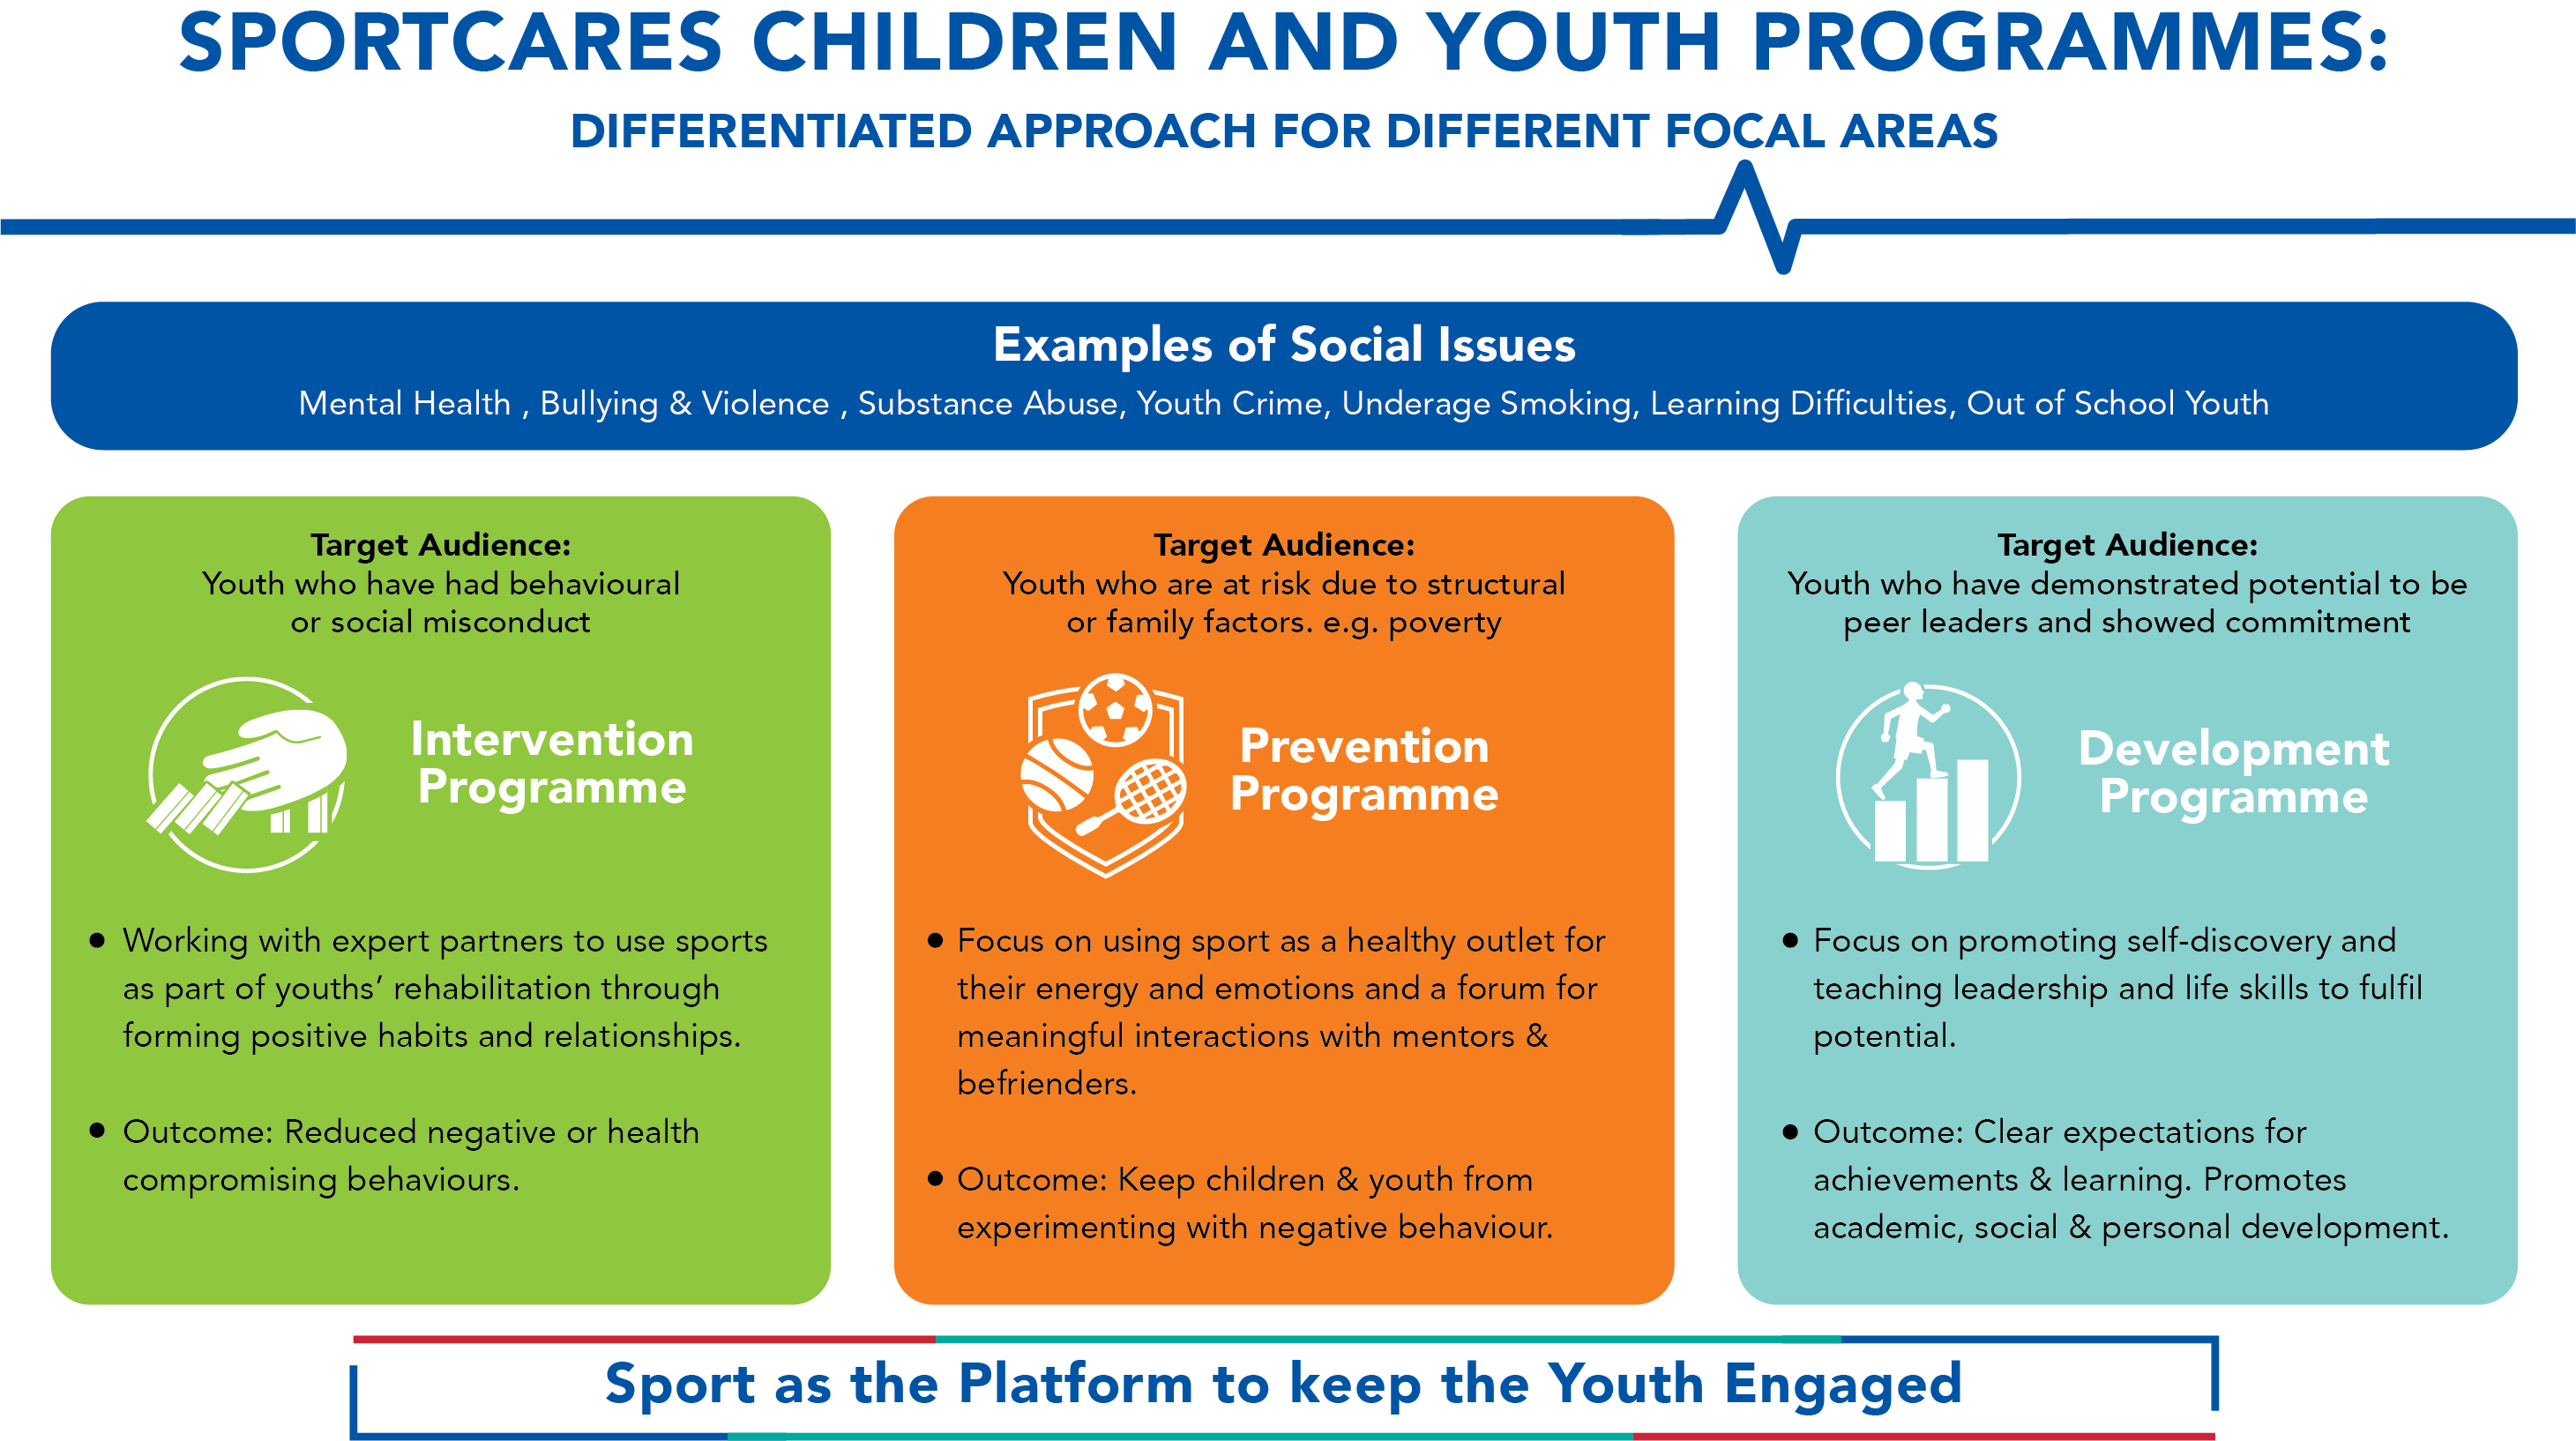 SPORTCARES CHILDREN AND YOUTH PROGRAMMES:
DIFFERENTIATED APPROACH FOR DIFFERENT FOCAL AREAS
Examples of Social Issues
Mental Health , Bullying & Violence , Substance Abuse, Youth Crime, Underage Smoking, Learning Difficulties, Out of School Youth
Target Audience:
Youth who have had behavioural
or social misconduct
Intervention
Programme
• Working with expert partners to use sports
as part of youths’ rehabilitation through
forming positive habits and relationships.
• Outcome: Reduced negative or health
compromising behaviours.
Target Audience:
Youth who are at risk due to structural
or family factors. e.g. poverty
Prevention
Programme
• Focus on using sport as a healthy outlet for
their energy and emotions and a forum for
meaningful interactions with mentors &
befrienders.
• Outcome: Keep children & youth from
experimenting with negative behaviour.
Target Audience:
Youth who have demonstrated potential to be
peer leaders and showed commitment
Development
Programme
• Focus on promoting self-discovery and
teaching leadership and life skills to fulfil
potential.
• Outcome: Clear expectations for
achievements & learning. Promotes
academic, social & personal development.
Sport as the Platform to keep the Youth Engaged